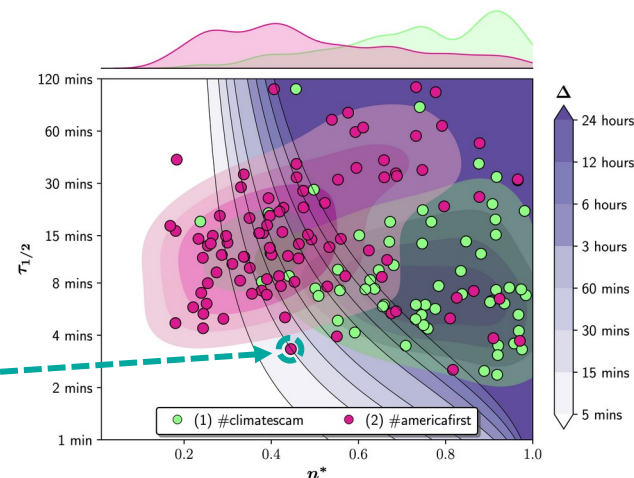 Δ
120 mins
60 mins
30 mins
15 mins
8 mins
4 mins
2 mins
1 min
τ1/2
24 hours
12 hours
6 hours
3 hours
60 mins
30 mins
15 mins
5 mins
(1) #climatescam (2) #americafirst
0.2 0.4 0.6 0.8 1.0
n*